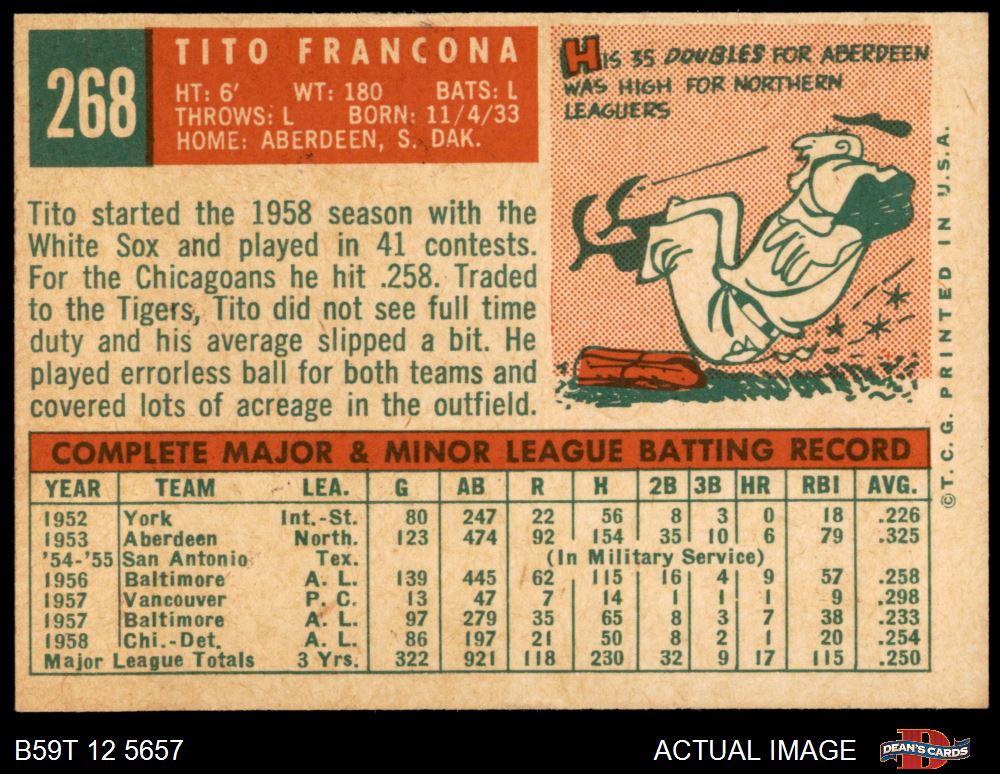 268
TITO FRANCONA
HT: 6' WT: 180 BATS: L
THROWS: L BORN: 11/4/33
HOME: ABERDEEN, S. DAK.
HIS 35 DOUBLES FOR ABERDEEN
WAS HIGH FOR NORTHERN
LEAGUERS
Tito started the 1958 season with the
White Sox and played in 41 contests.
For the Chicagoans he hit .258. Traded
to the Tigers, Tito did not see full time
duty and his average slipped a bit. He
played errorless ball for both teams and
covered lots of acreage in the outfield.
©T. C. G. PRINTED IN U.S.A.
COMPLETE MAJOR & MINOR LEAGUE BATTING RECORD
YEAR TEAM LEA. G AB R H 2B 3B HR RBI AVG.
1952 York Int.-St. 80 247 22 56 8 3 0 18 .226
1953 Aberdeen North. 123 474 92 154 35 10 6 79 .325
'54-'55 San Antonio Tex. (In Military Service)
1956 Baltimore A. L. 139 445 62 115 16 4 9 57 .258
1957 Vancouver P. C. 13 47 7 14 1 1 1 9 .298
1957 Baltimore A. L. 97 279 35 65 8 3 7 38 .233
1958 Chi.-Det. A. L. 86 197 21 50 8 2 1 20 .254
Major League Totals 3 Yrs. 322 921 118 230 32 9 17 115 .250
B59T 12 5657
ACTUAL IMAGE
DEAN'S CARDS